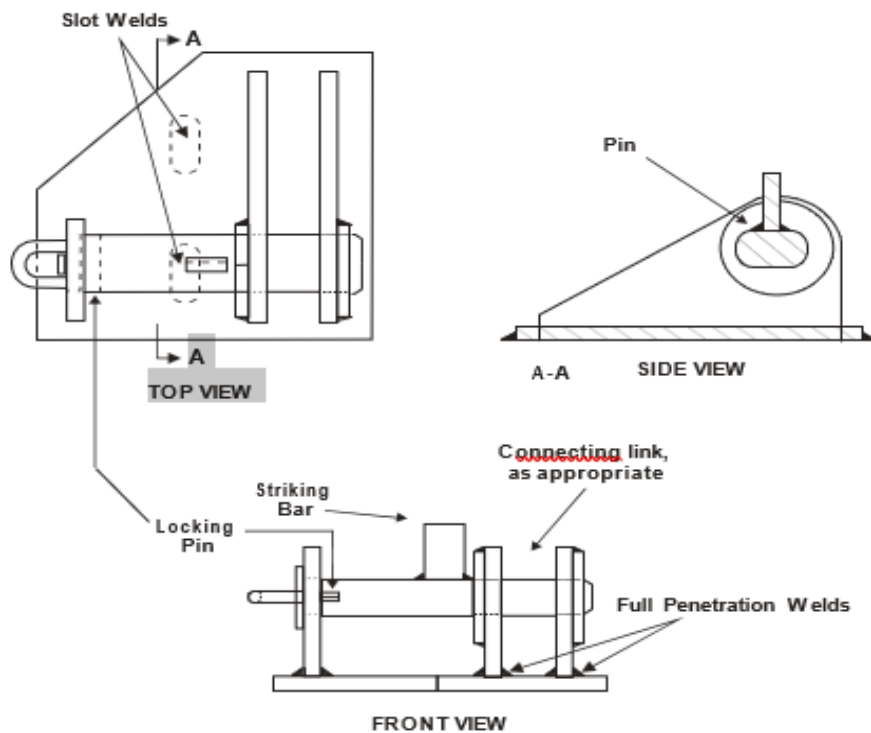 Slot Welds
A
A
TOP VIEW
Pin
A-A
SIDE VIEW
Connecting link,
as appropriate
Striking
Bar
Locking
Pin
Full Penetration Welds
FRONT VIEW